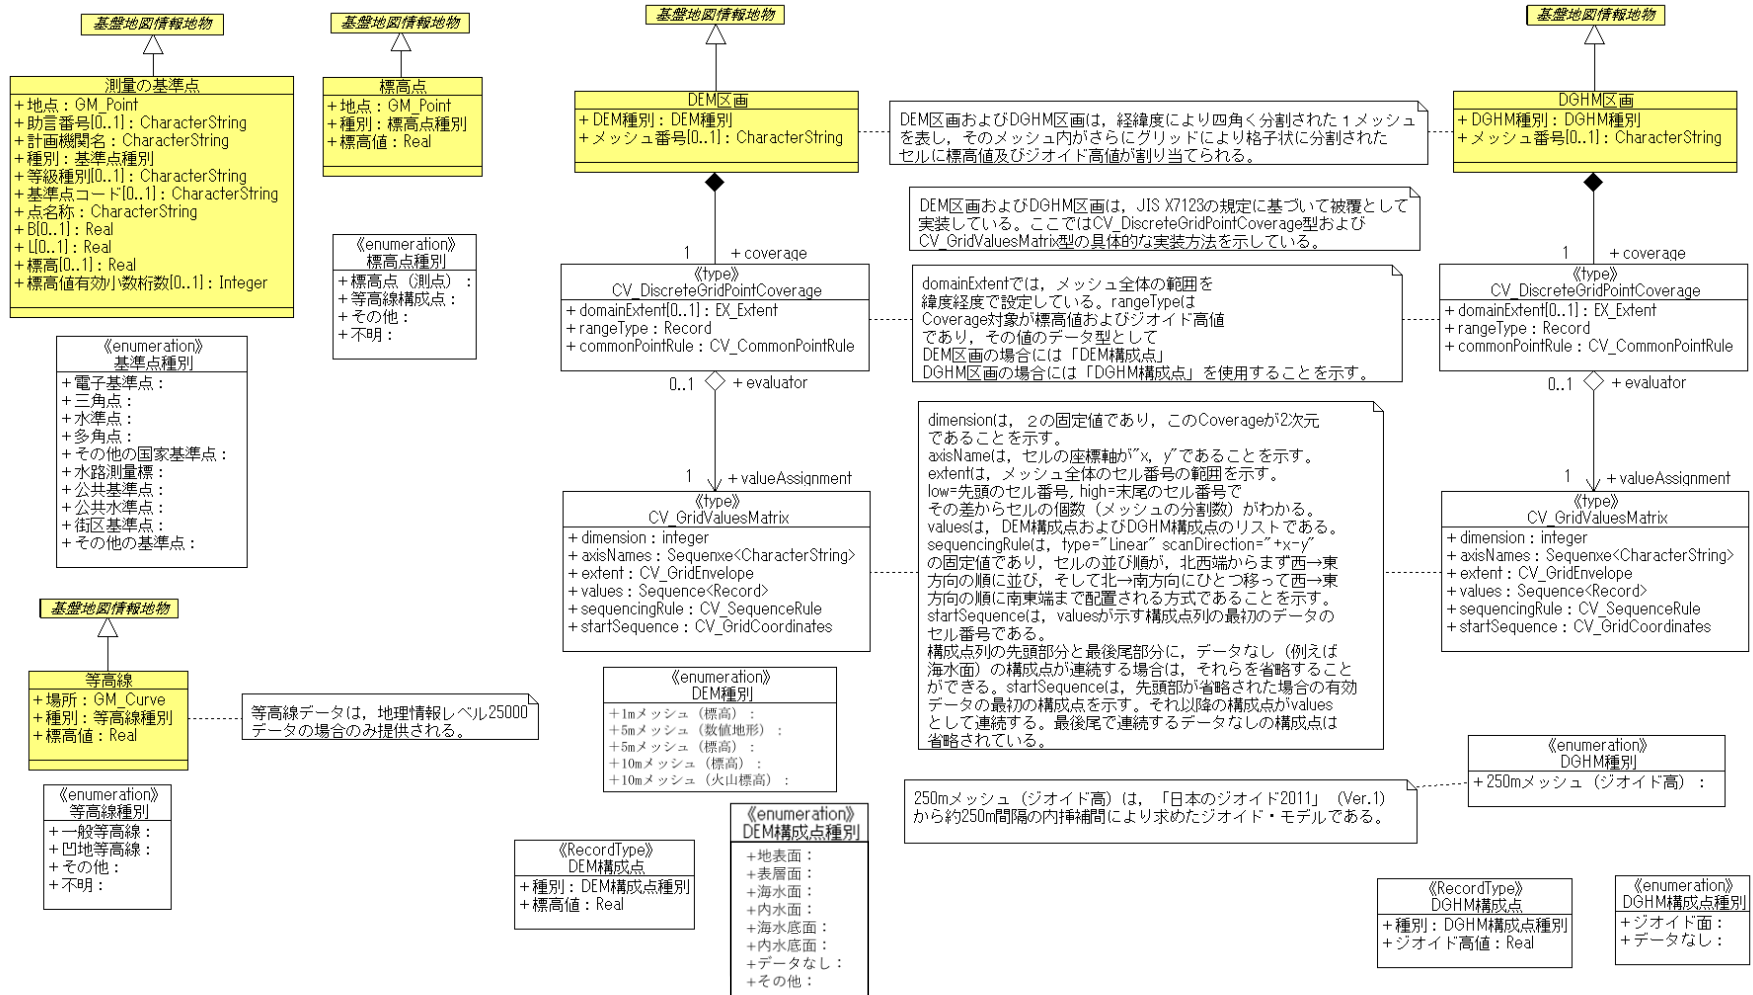 基盤地図情報地物
測量の基準点
+地点：GM_Point
+助言番号[0..1]：CharacterString
+計画機関名：CharacterString
+種別：基準点種別
+等級種別[0..1]：CharacterString
+基準点コード[0..1]：CharacterString
+点名称：CharacterString
+B[0..1]：Real
+L[0..1]：Real
+標高[0..1]：Real
+標高値有効小数桁数[0..1]：Integer
《enumeration》
基準点種別
+電子基準点：
+三角点：
+水準点：
+多角点：
+その他の国家基準点：
+水路測量標：
+公共基準点：
+公共水準点：
+街区基準点：
+その他の基準点：
基盤地図情報地物
標高点
+地点：GM_Point
+種別：標高点種別
+標高値：Real
《enumeration》
標高点種別
+標高点（測点）：
+等高線構成点：
+その他：
+不明：
基盤地図情報地物
等高線
+場所：GM_Curve
+種別：等高線種別
+標高値：Real
等高線データは，地理情報レベル25000
データの場合のみ提供される。
《enumeration》
等高線種別
+一般等高線：
+凹地等高線：
+その他：
+不明：
基盤地図情報地物
DEM区画
+DEM種別：DEM種別
+メッシュ番号[0..1]：CharacterString
1
+coverage
《type》
CV_DiscreteGridPointCoverage
+domainExtent[0..1]：EX_Extent
+rangeType：Record
+commonPointRule：CV_CommonPointRule
0..1
+evaluator
1
+valueAssignment
《type》
CV_GridValuesMatrix
+dimension：integer
+axisNames：Sequenxe<CharacterString>
+extent：CV_GridEnvelope
+values：Sequence<Record>
+sequencingRule：CV_SequenceRule
+startSequence：CV_GridCoordinates
《enumeration》
DEM種別
+1mメッシュ（標高）：
+5mメッシュ（数値地形）：
+5mメッシュ（標高）：
+10mメッシュ（標高）：
+10mメッシュ（火山標高）：
《RecordType》
DEM構成点
+種別：DEM構成点種別
+標高値：Real
《enumeration》
DEM構成点種別
+地表面：
+表層面：
+海水面：
+内水面：
+海水底面：
+内水底面：
+データなし：
+その他：
DEM区画およびDGHM区画は，経緯度により四角く分割された１メッシュ
を表し，そのメッシュ内がさらにグリッドにより格子状に分割された
セルに標高値及びジオイド高値が割り当てられる。
DEM区画およびDGHM区画は，JIS X7123の規定に基づいて被覆として
実装している。ここではCV_DiscreteGridPointCoverage型および
CV_GridValuesMatrix型の具体的な実装方法を示している。
domainExtentでは，メッシュ全体の範囲を
緯度経度で設定している。rangeTypeは
Coverage対象が標高値およびジオイド高値
であり，その値のデータ型として
DEM区画の場合には「DEM構成点」
DGHM区画の場合には「DGHM構成点」を使用することを示す。
dimensionは，２の固定値であり，このCoverageが2次元
であることを示す。
axisNameは，セルの座標軸が"x，y"であることを示す。
extentは，メッシュ全体のセル番号の範囲を示す。
low=先頭のセル番号，high=末尾のセル番号で
その差からセルの個数（メッシュの分割数）がわかる。
valuesは，DEM構成点およびDGHM構成点のリストである。
sequencingRuleは，type="Linear" scanDirection="+x-y"
の固定値であり，セルの並び順が，北西端からまず西→東
方向の順に並び，そして北→南方向にひとつ移って西→東
方向の順に南東端まで配置される方式であることを示す。
startSequenceは，valuesが示す構成点列の最初のデータの
セル番号である。
構成点列の先頭部分と最後尾部分に，データなし（例えば
海水面）の構成点が連続する場合は，それらを省略すること
ができる。startSequenceは，先頭部が省略された場合の有効
データの最初の構成点を示す。それ以降の構成点がvalues
として連続する。最後尾で連続するデータなしの構成点は
省略されている。
250mメッシュ（ジオイド高）は，「日本のジオイド2011」（Ver.1）
から約250m間隔の内挿補間により求めたジオイド・モデルである。
基盤地図情報地物
DGHM区画
+DGHM種別：DGHM種別
+メッシュ番号[0..1]：CharacterString
1
+coverage
《type》
CV_DiscreteGridPointCoverage
+domainExtent[0..1]：EX_Extent
+rangeType：Record
+commonPointRule：CV_CommonPointRule
0..1
+evaluator
1
+valueAssignment
《type》
CV_GridValuesMatrix
+dimension：integer
+axisNames：Sequenxe<CharacterString>
+extent：CV_GridEnvelope
+values：Sequence<Record>
+sequencingRule：CV_SequenceRule
+startSequence：CV_GridCoordinates
《enumeration》
DGHM種別
+250mメッシュ（ジオイド高）：
《RecordType》
DGHM構成点
+種別：DGHM構成点種別
+ジオイド高値：Real
《enumeration》
DGHM構成点種別
+ジオイド面：
+データなし：